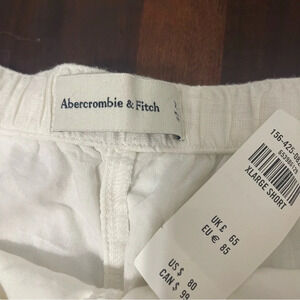 Abercrombie & Fitch
XLARGE SHORT
UK £ 65
EU € 85
US $ 80
CAN $ 99